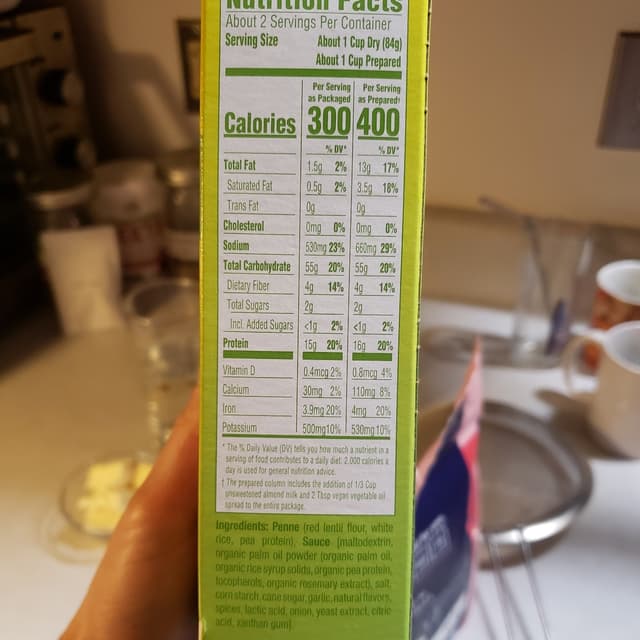 Nutrition Facts
About 2 Servings Per Container
Serving Size About 1 Cup Dry (84g)
About 1 Cup Prepared
Per Serving as Packaged Per Serving as Prepared†
Calories 300 400
% DV* % DV*
Total Fat 1.5g 2% 13g 17%
Saturated Fat 0.5g 2% 3.5g 18%
Trans Fat 0g 0g
Cholesterol 0mg 0% 0mg 0%
Sodium 530mg 23% 660mg 29%
Total Carbohydrate 55g 20% 55g 20%
Dietary Fiber 4g 14% 4g 14%
Total Sugars 2g 2g
Incl. Added Sugars <1g 2% <1g 2%
Protein 15g 20% 16g 20%
Vitamin D 0.4mcg 2% 0.8mcg 4%
Calcium 30mg 2% 110mg 8%
Iron 3.9mg 20% 4mg 20%
Potassium 500mg 10% 530mg 10%
* The % Daily Value (DV) tells you how much a nutrient in a
serving of food contributes to a daily diet. 2,000 calories a
day is used for general nutrition advice.
† The prepared column includes the addition of 1/3 Cup
unsweetened almond milk and 2 Tbsp vegan vegetable oil
spread to the entire package.
Ingredients: Penne (red lentil flour, white
rice, pea protein), Sauce [maltodextrin,
organic palm oil powder (organic palm oil,
organic rice syrup solids, organic pea protein,
tocopherols, organic rosemary extract), salt,
corn starch, cane sugar, garlic, natural flavors,
spices, lactic acid, onion, yeast extract, citric
acid, xanthan gum].